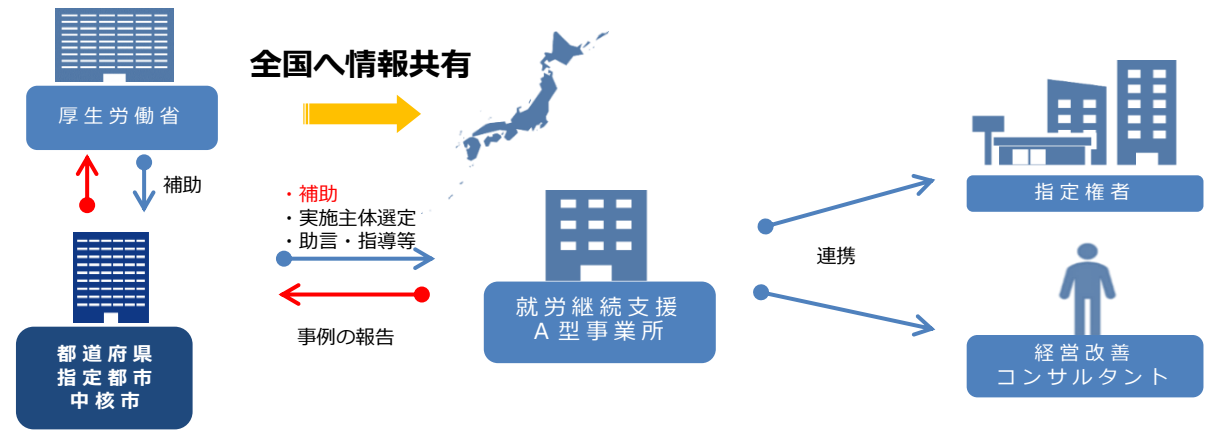 全国へ情報共有
厚生労働省
補助
・補助
・実施主体選定
・助言・指導等
事例の報告
都道府県
指定都市
中核市
就労継続支援
A型事業所
連携
指定権者
経営改善
コンサルタント